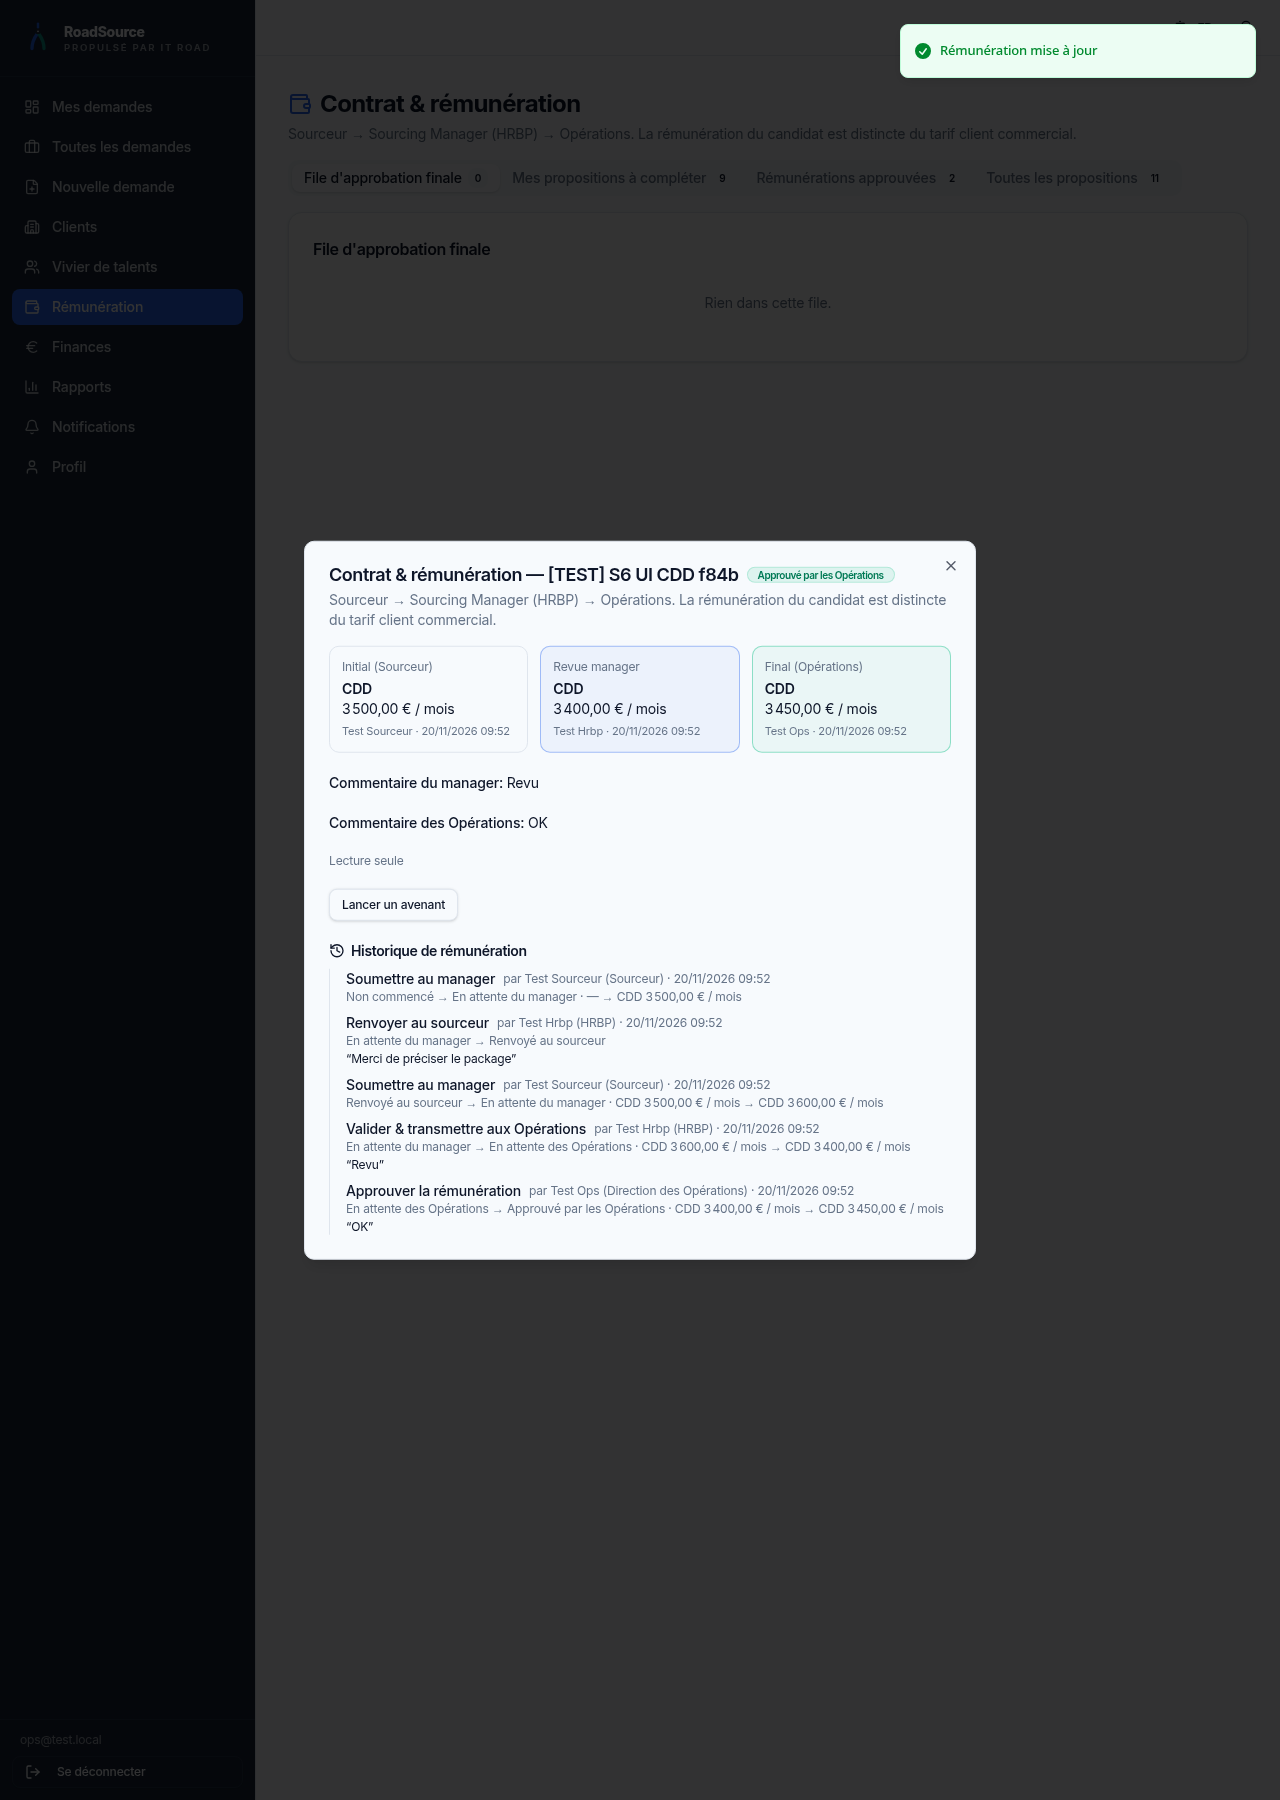 RoadSource
PROPULSÉ PAR IT ROAD
Mes demandes
Toutes les demandes
Nouvelle demande
Clients
Vivier de talents
Rémunération
Finances
Rapports
Notifications
Profil
ops@test.local
Se déconnecter
Rémunération mise à jour
Contrat & rémunération
Sourceur → Sourcing Manager (HRBP) → Opérations. La rémunération du candidat est distincte du tarif client commercial.
File d'approbation finale 0 Mes propositions à compléter 9 Rémunérations approuvées 2 Toutes les propositions 11
File d'approbation finale
Rien dans cette file.
Contrat & rémunération — [TEST] S6 UI CDD f84b Approuvé par les Opérations
Sourceur → Sourcing Manager (HRBP) → Opérations. La rémunération du candidat est distincte
du tarif client commercial.
Initial (Sourceur)
CDD
3 500,00 € / mois
Test Sourceur · 20/11/2026 09:52
Revue manager
CDD
3 400,00 € / mois
Test Hrbp · 20/11/2026 09:52
Final (Opérations)
CDD
3 450,00 € / mois
Test Ops · 20/11/2026 09:52
Commentaire du manager: Revu
Commentaire des Opérations: OK
Lecture seule
Lancer un avenant
Historique de rémunération
Soumettre au manager par Test Sourceur (Sourceur) · 20/11/2026 09:52
Non commencé → En attente du manager · — → CDD 3 500,00 € / mois
Renvoyer au sourceur par Test Hrbp (HRBP) · 20/11/2026 09:52
En attente du manager → Renvoyé au sourceur
“Merci de préciser le package”
Soumettre au manager par Test Sourceur (Sourceur) · 20/11/2026 09:52
Renvoyé au sourceur → En attente du manager · CDD 3 500,00 € / mois → CDD 3 600,00 € / mois
Valider & transmettre aux Opérations par Test Hrbp (HRBP) · 20/11/2026 09:52
En attente du manager → En attente des Opérations · CDD 3 600,00 € / mois → CDD 3 400,00 € / mois
“Revu”
Approuver la rémunération par Test Ops (Direction des Opérations) · 20/11/2026 09:52
En attente des Opérations → Approuvé par les Opérations · CDD 3 400,00 € / mois → CDD 3 450,00 € / mois
“OK”